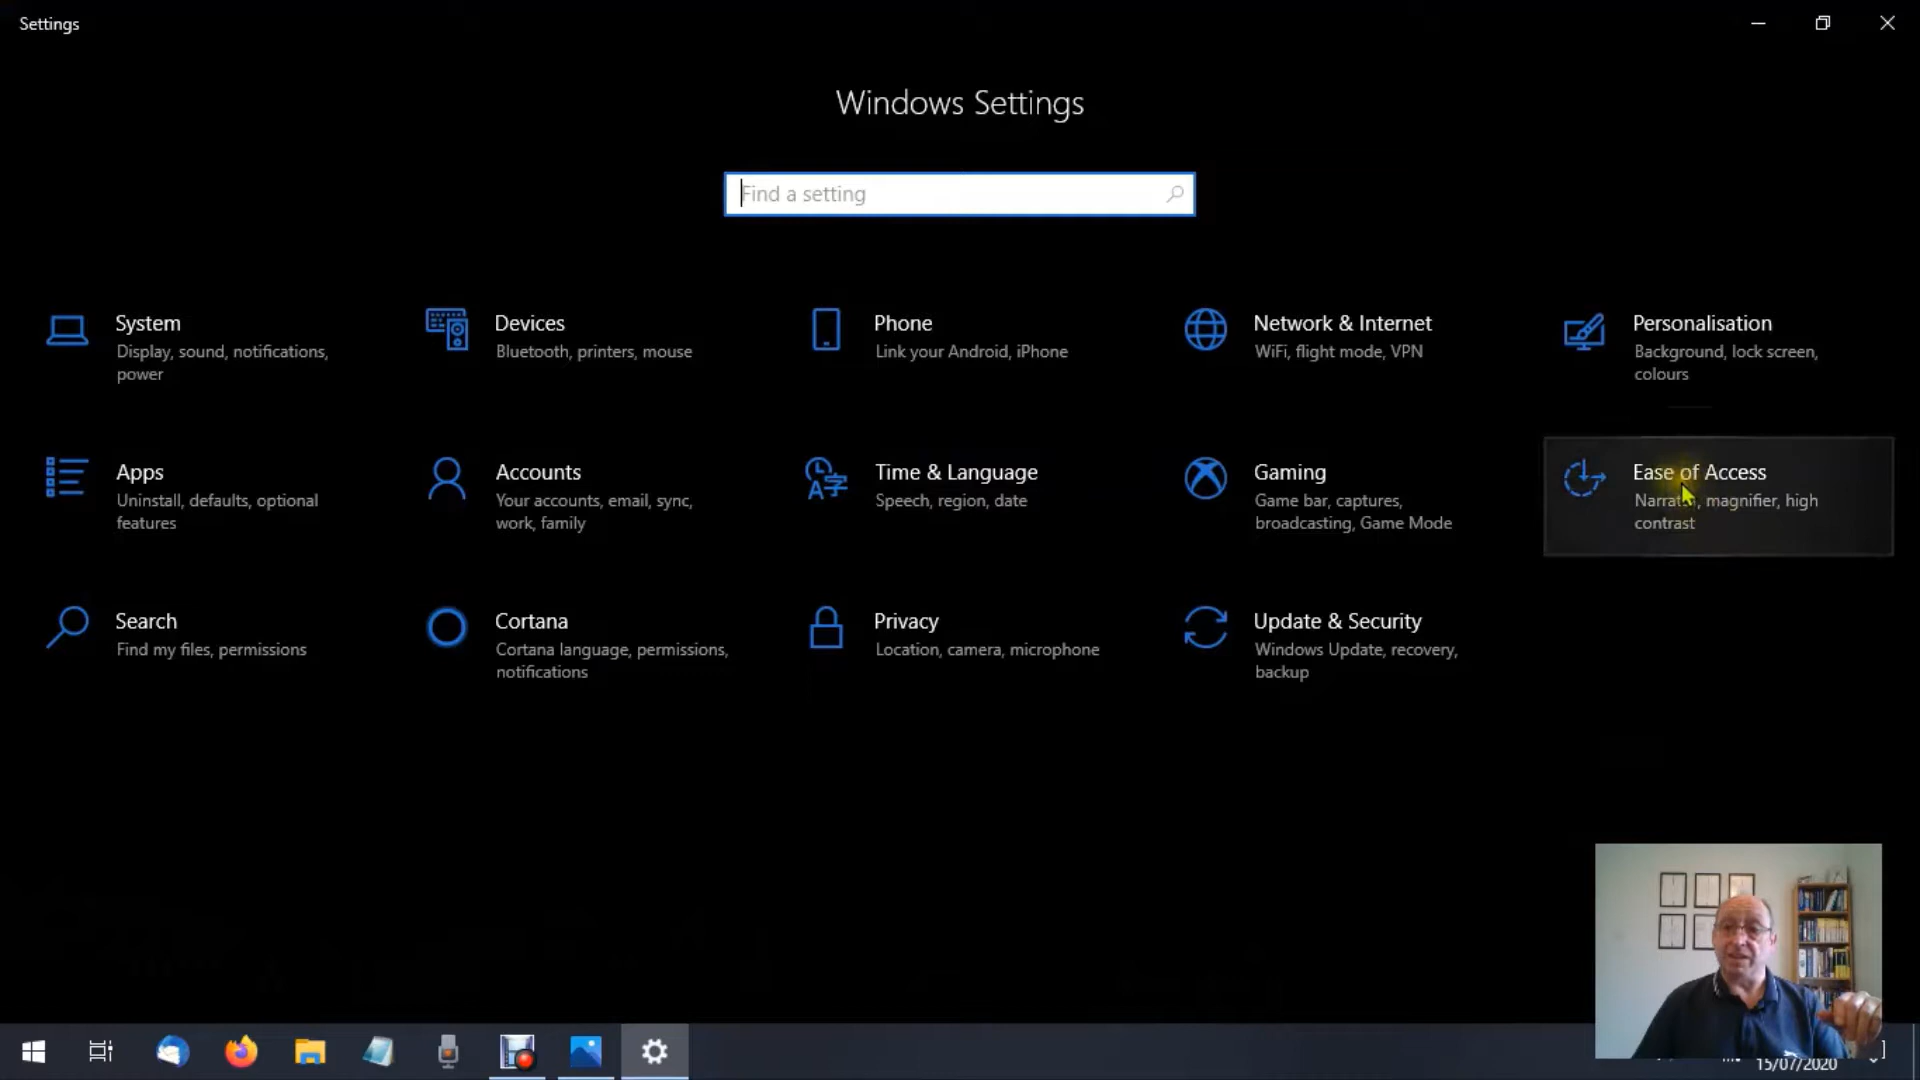 Settings
Windows Settings
Find a setting
System
Display, sound, notifications,
power
Devices
Bluetooth, printers, mouse
Phone
Link your Android, iPhone
Network & Internet
WiFi, flight mode, VPN
Personalisation
Background, lock screen,
colours
Apps
Uninstall, defaults, optional
features
Accounts
Your accounts, email, sync,
work, family
Time & Language
Speech, region, date
Gaming
Game bar, captures,
broadcasting, Game Mode
Ease of Access
Narrator, magnifier, high
contrast
Search
Find my files, permissions
Cortana
Cortana language, permissions,
notifications
Privacy
Location, camera, microphone
Update & Security
Windows Update, recovery,
backup
15/07/2020